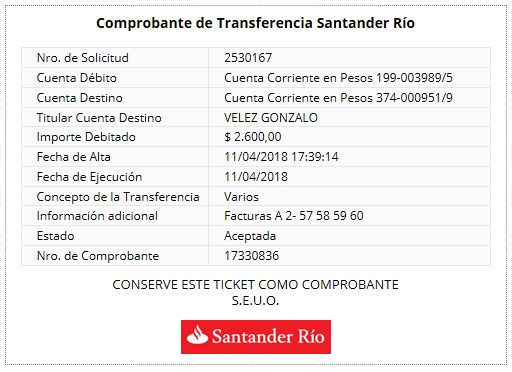 Comprobante de Transferencia Santander Río
Nro. de Solicitud 2530167
Cuenta Débito Cuenta Corriente en Pesos 199-003989/5
Cuenta Destino Cuenta Corriente en Pesos 374-000951/9
Titular Cuenta Destino VELEZ GONZALO
Importe Debitado $ 2.600,00
Fecha de Alta 11/04/2018 17:39:14
Fecha de Ejecución 11/04/2018
Concepto de la Transferencia Varios
Información adicional Facturas A 2- 57 58 59 60
Estado Aceptada
Nro. de Comprobante 17330836
CONSERVE ESTE TICKET COMO COMPROBANTE
S.E.U.O.
Santander Río